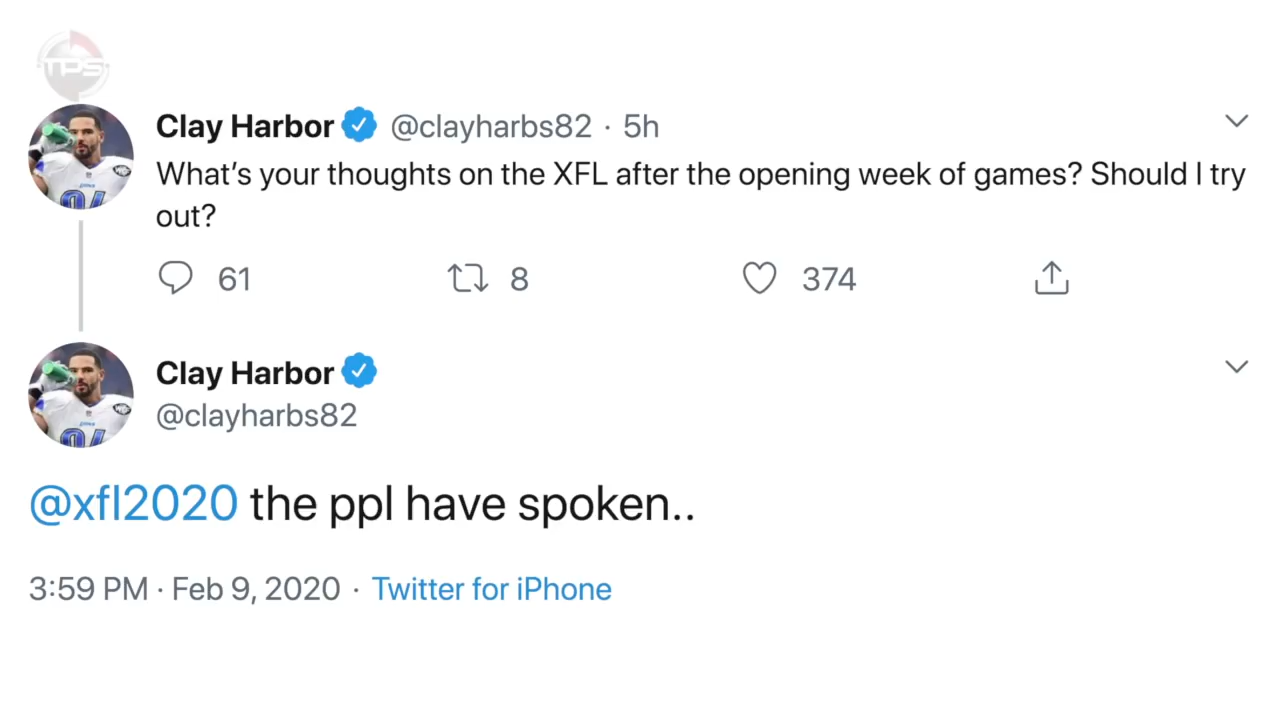 TPS
Clay Harbor @clayharbs82 · 5h
What's your thoughts on the XFL after the opening week of games? Should I try
out?
61 8 374
Clay Harbor
@clayharbs82
@xfl2020 the ppl have spoken..
3:59 PM · Feb 9, 2020 · Twitter for iPhone